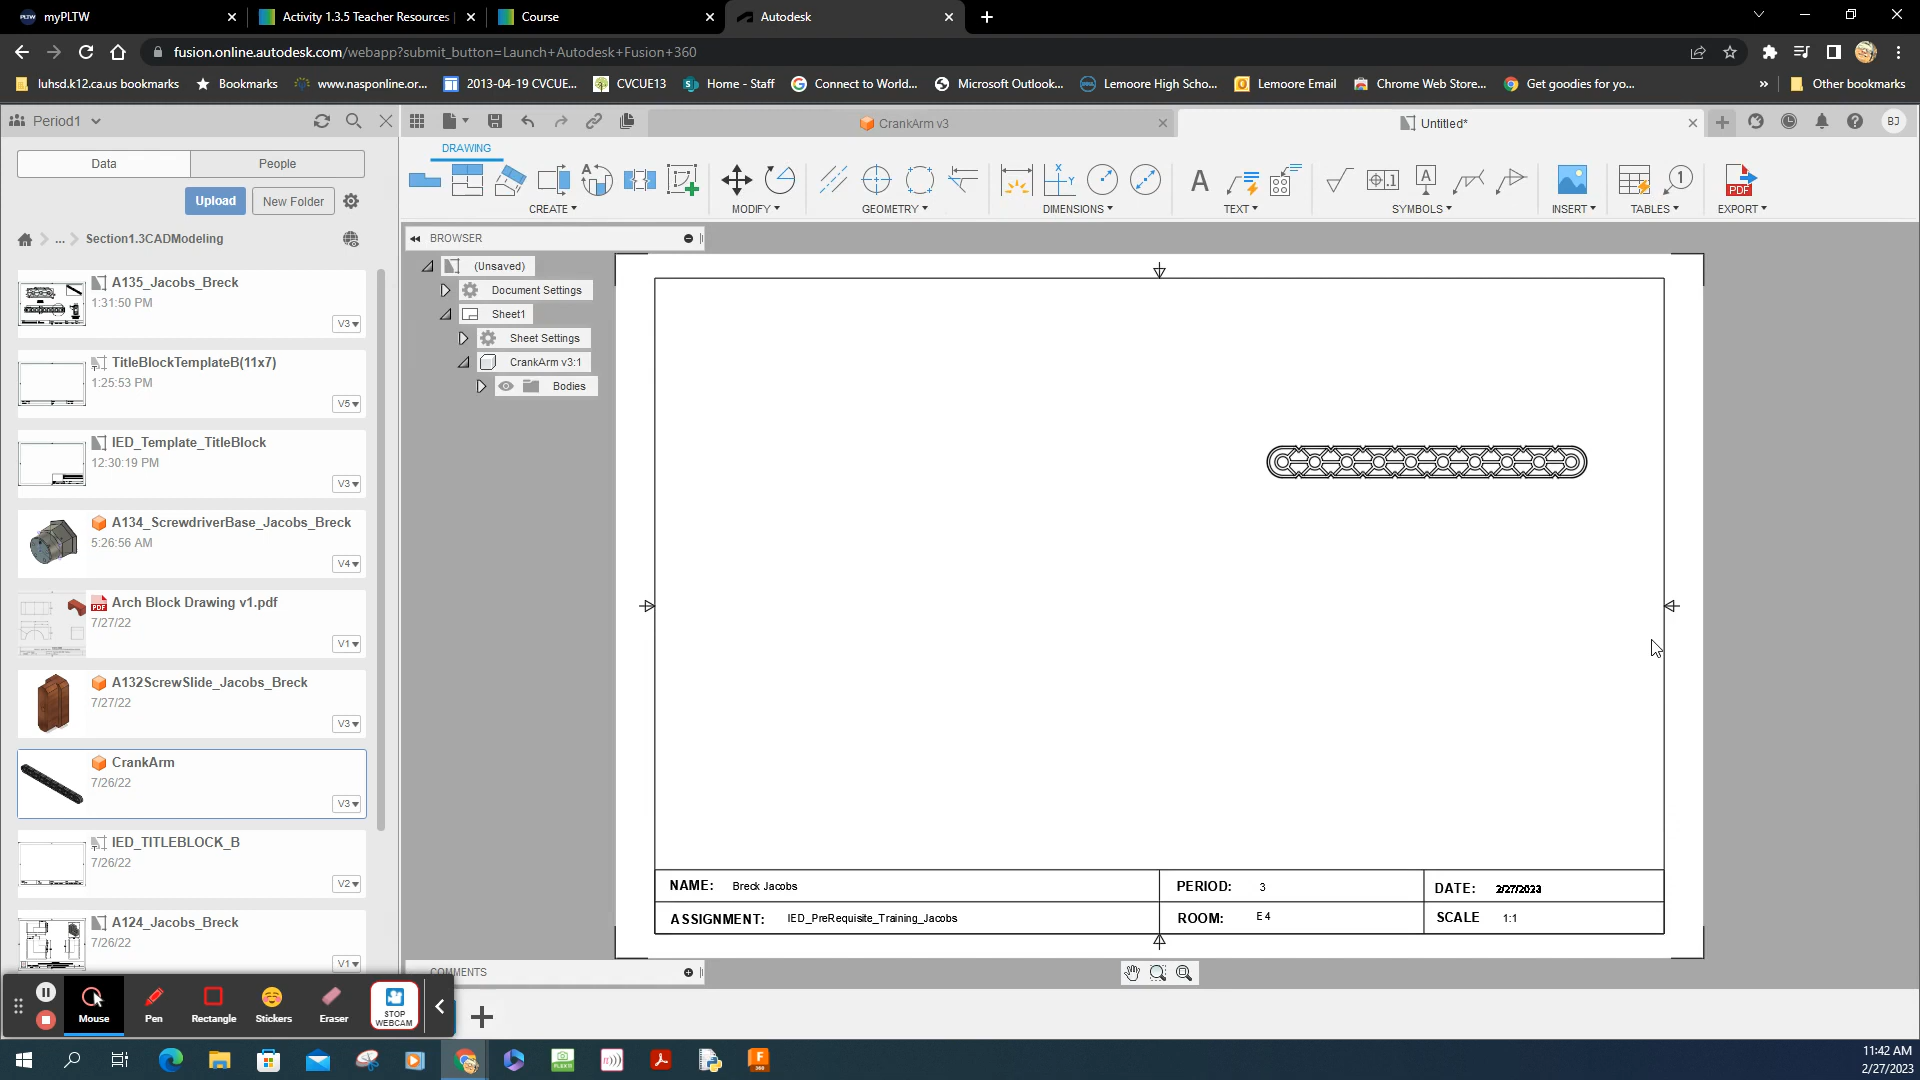 myPLTW
Activity 1.3.5 Teacher Resources
Course
Autodesk
fusion.online.autodesk.com/webapp?submit_button=Launch+Autodesk+Fusion+360
luhsd.k12.ca.us bookmarks
Bookmarks
www.nasponline.or...
2013-04-19 CVCUE...
CVCUE13
Home - Staff
Connect to World...
Microsoft Outlook...
Lemoore High Scho...
Lemoore Email
Chrome Web Store...
Get goodies for yo...
»
Other bookmarks
Period1
CrankArm v3
Untitled*
BJ
Data
People
Upload
New Folder
... Section1.3CADModeling
A135_Jacobs_Breck
1:31:50 PM
V3
TitleBlockTemplateB(11x7)
1:25:53 PM
V5
IED_Template_TitleBlock
12:30:19 PM
V3
A134_ScrewdriverBase_Jacobs_Breck
5:26:56 AM
V4
Arch Block Drawing v1.pdf
7/27/22
V1
A132ScrewSlide_Jacobs_Breck
7/27/22
V3
CrankArm
7/26/22
V3
IED_TITLEBLOCK_B
7/26/22
V2
A124_Jacobs_Breck
7/26/22
V1
DRAWING
CREATE
MODIFY
GEOMETRY
DIMENSIONS
TEXT
SYMBOLS
INSERT
TABLES
EXPORT
BROWSER
(Unsaved)
Document Settings
Sheet1
Sheet Settings
CrankArm v3:1
Bodies
NAME: Breck Jacobs
PERIOD: 3
DATE: 2/27/2023
ASSIGNMENT: IED_PreRequisite_Training_Jacobs
ROOM: E4
SCALE 1:1
COMMENTS
Mouse
Pen
Rectangle
Stickers
Eraser
STOP
WEBCAM
11:42 AM
2/27/2023